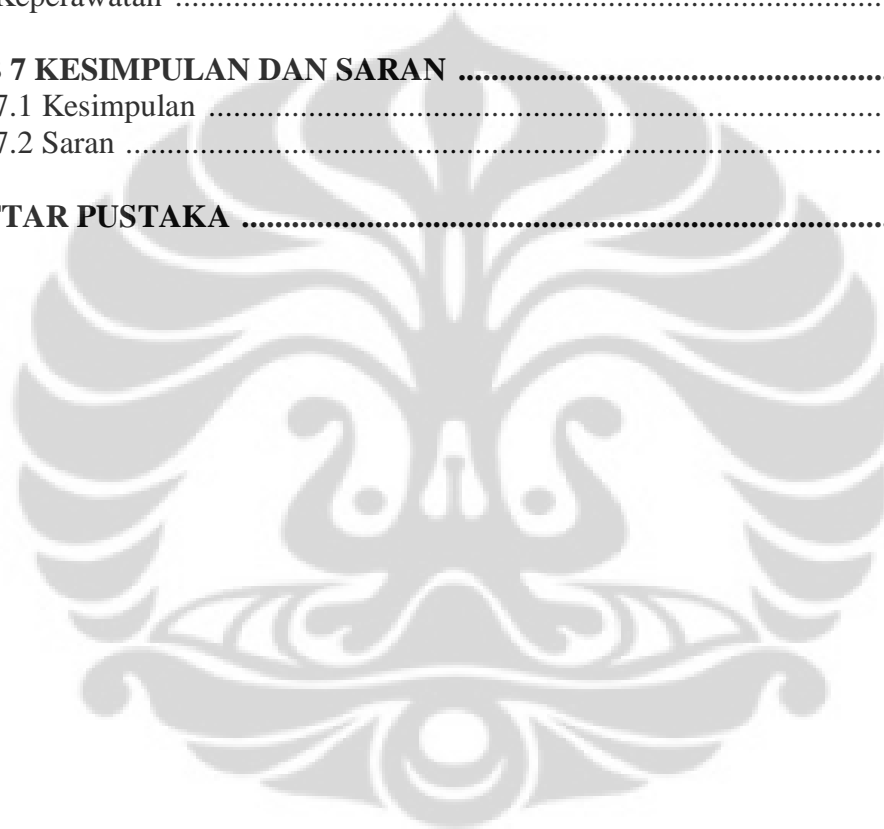 Keperawatan ................................................................................
7 KESIMPULAN DAN SARAN ............................................
7.1 Kesimpulan ............................................................................
7.2 Saran .....................................................................................
TAR PUSTAKA ....................................................................